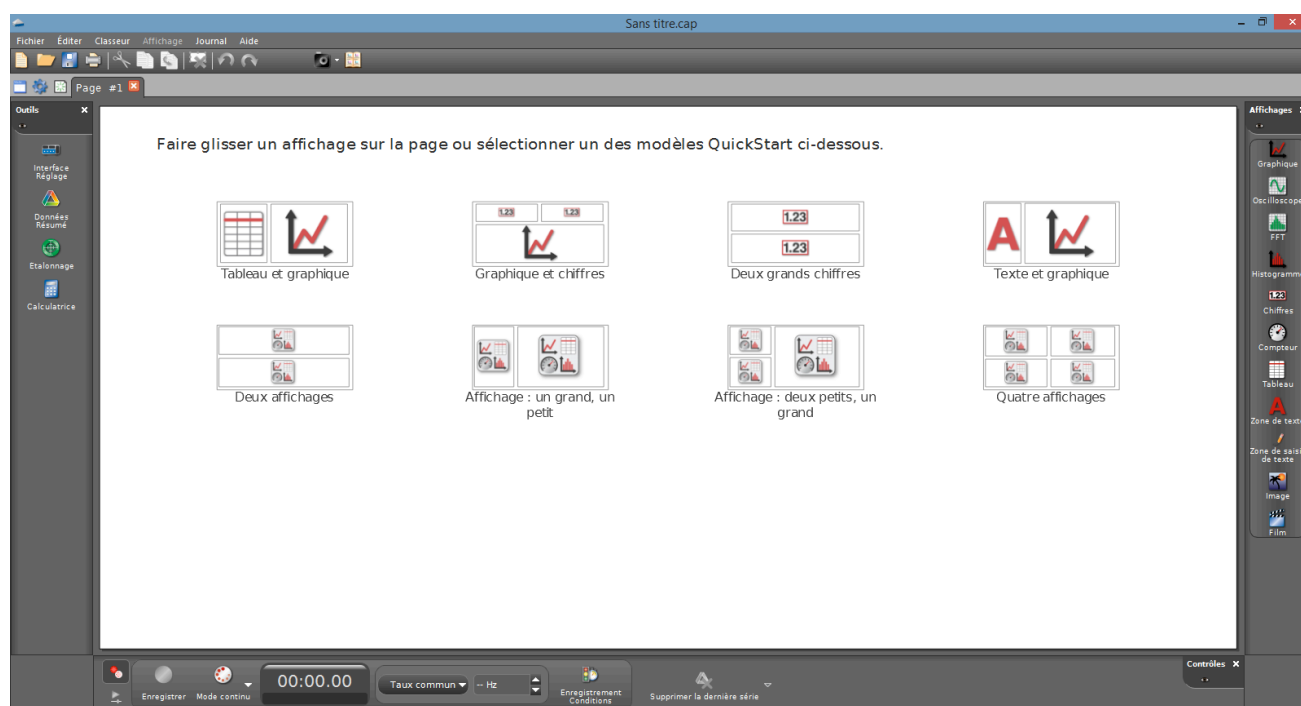 Sans titre.cap
Fichier Éditer Classeur Affichage Journal Aide
Page #1
Outils
Affichages
Faire glisser un affichage sur la page ou sélectionner un des modèles QuickStart ci-dessous.
Interface
Réglage
Données
Résumé
Etalonnage
Calculatrice
1.23 1.23
1.23
1.23
A
Tableau et graphique
Graphique et chiffres
Deux grands chiffres
Texte et graphique
Deux affichages
Affichage : un grand, un
petit
Affichage : deux petits, un
grand
Quatre affichages
Graphique
Oscilloscope
FFT
Histogramm
1.23
Chiffres
Compteur
Tableau
A
Zone de text
Zone de sais
de texte
Image
Film
Contrôles
Enregistrer
Mode continu
00:00.00
Taux commun
-- Hz
Enregistrement
Conditions
Supprimer la dernière série